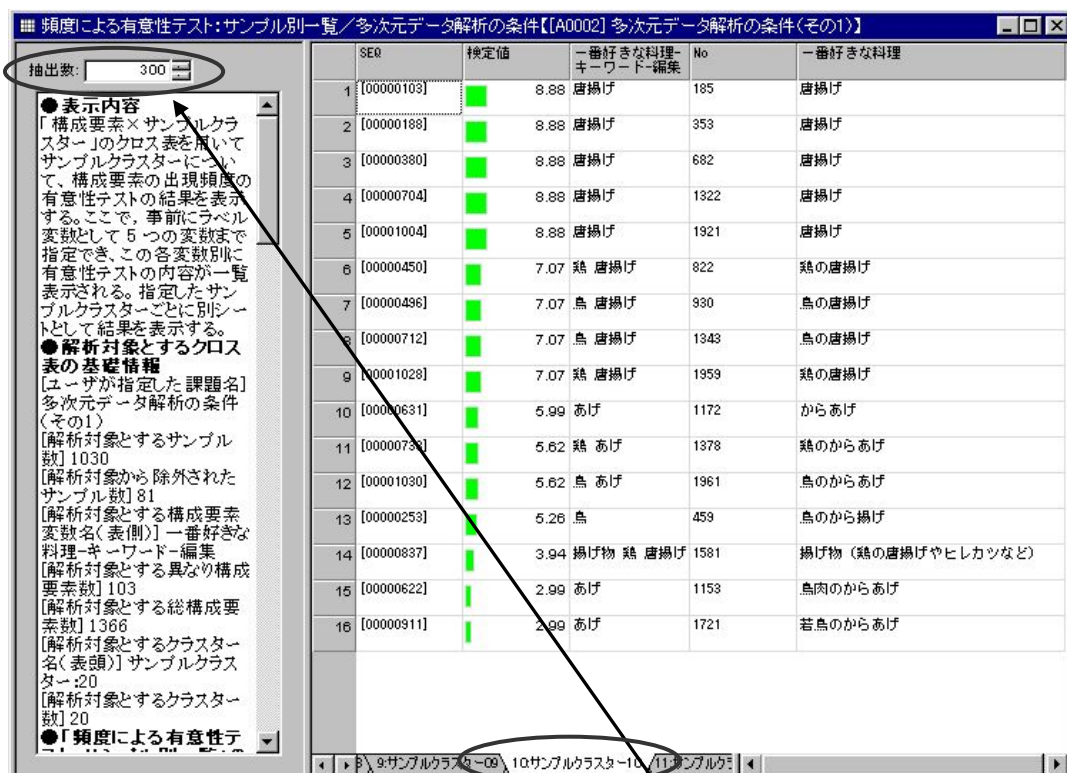 頻度による有意性テスト:サンプル別一覧／多次元データ解析の条件【[A0002] 多次元データ解析の条件(その1)】
抽出数: 300
●表示内容
「構成要素×サンプルクラ
スター」のクロス表を用いて
サンプルクラスターについ
て、構成要素の出現頻度の
有意性テストの結果を表示
する。ここで，事前にラベル
変数として５つの変数まで
指定でき、この各変数別に
有意性テストの内容が一覧
表示される。指定したサン
プルクラスターごとに別シー
トとして結果を表示する。
●解析対象とするクロス
表の基礎情報
[ユーザが指定した課題名]
多次元データ解析の条件
(その1)
[解析対象とするサンプル
数] 1030
[解析対象から除外された
サンプル数] 81
[解析対象とする構成要素
変数名(表側)] 一番好きな
料理-キーワード-編集
[解析対象とする異なり構成
要素数] 103
[解析対象とする総構成要
素数] 1366
[解析対象とするクラスター
名(表頭)] サンプルクラス
ター:20
[解析対象とするクラスター
数] 20
●「頻度による有意性テ
SEQ 検定値 一番好きな料理-キーワード-編集 No 一番好きな料理
1 [00000103] 8.88 唐揚げ 185 唐揚げ
2 [00000188] 8.88 唐揚げ 353 唐揚げ
3 [00000380] 8.88 唐揚げ 682 唐揚げ
4 [00000704] 8.88 唐揚げ 1322 唐揚げ
5 [00001004] 8.88 唐揚げ 1921 唐揚げ
6 [00000450] 7.07 鶏 唐揚げ 822 鶏の唐揚げ
7 [00000496] 7.07 鳥 唐揚げ 930 鳥の唐揚げ
8 [00000712] 7.07 鳥 唐揚げ 1343 鳥の唐揚げ
9 [00001028] 7.07 鶏 唐揚げ 1959 鶏の唐揚げ
10 [00000631] 5.99 あげ 1172 からあげ
11 [00000738] 5.62 鶏 あげ 1378 鶏のからあげ
12 [00001030] 5.62 鳥 あげ 1961 鳥のからあげ
13 [00000253] 5.26 鳥 459 鳥のから揚げ
14 [00000837] 3.94 揚げ物 鶏 唐揚げ 1581 揚げ物（鶏の唐揚げやヒレカツなど）
15 [00000622] 2.99 あげ 1153 鳥肉のからあげ
16 [00000911] 2.99 あげ 1721 若鳥のからあげ
9:サンプルクラスター-09 10:サンプルクラスター-10 11:サンプルクラ